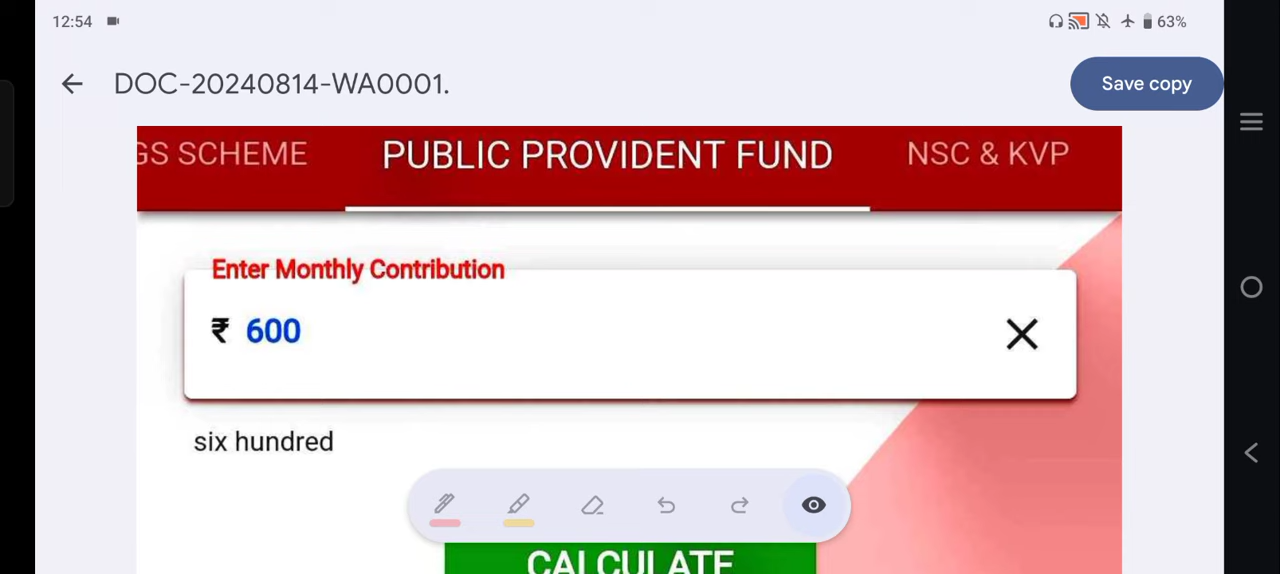 12:54 63%
DOC-20240814-WA0001. Save copy
GS SCHEME PUBLIC PROVIDENT FUND NSC & KVP
Enter Monthly Contribution
₹ 600
six hundred
CALCULATE